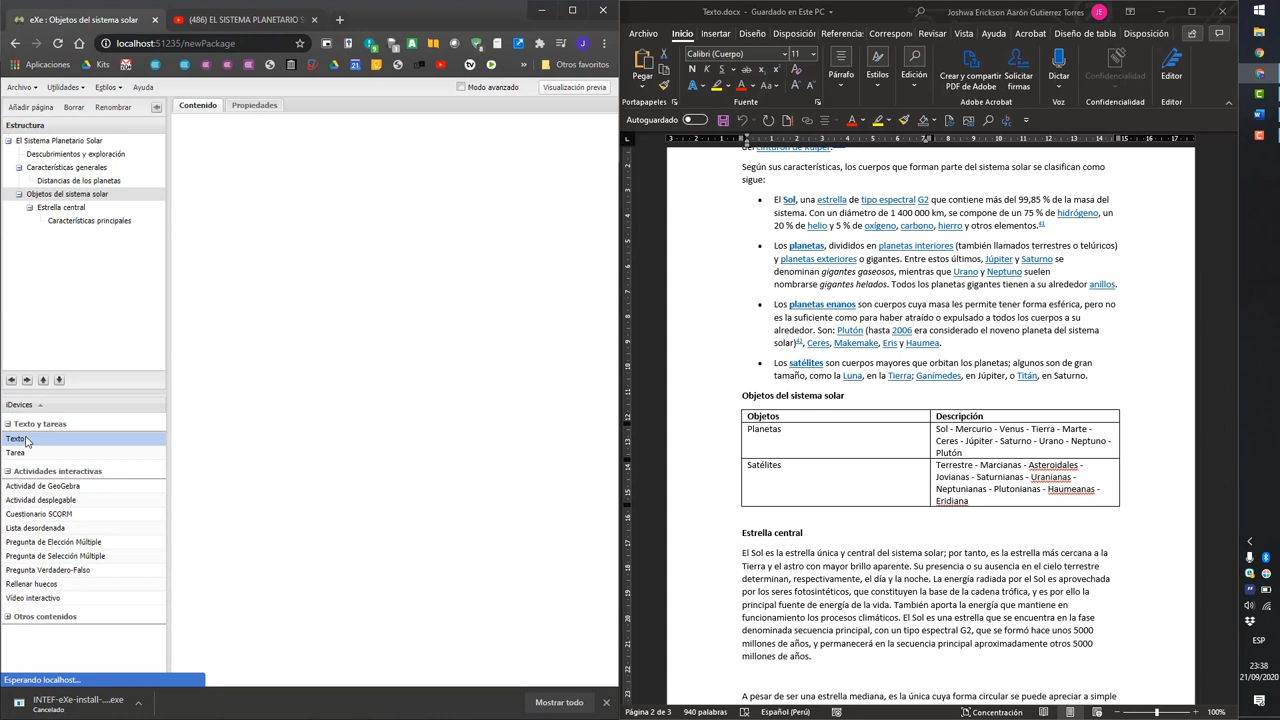 eXe : Objetos del sistema solar
(486) EL SISTEMA PLANETARIO S
localhost:51235/newPackage
Aplicaciones
Otros favoritos
Archivo
Utilidades
Estilos
Ayuda
Modo avanzado
Visualización previa
Añadir página
Borrar
Renombrar
Contenido
Propiedades
Estructura
El Sistema Planetario Solar
Descubrimientos y exploración
Características generales
Distancias de los planetas
Objetos del sistema solar
Estrella central
Características principales
iDevices
Texto y tareas
Texto
Tarea
Actividades interactivas
Actividad de GeoGebra
Actividad desplegable
Cuestionario SCORM
Lista desordenada
Pregunta de Elección Múltiple
Pregunta de Selección Múltiple
Pregunta Verdadero-Falso
Rellenar huecos
Vídeo interactivo
Otros contenidos
Esperando localhost...
INTEF-eXe-install-....exe
Cancelado
Mostrar todo
Texto.docx - Guardado en Este PC
Joshwa Erickson Aarón Gutierrez Torres
JE
Archivo Inicio Insertar Diseño Disposición Referencia: Correspon Revisar Vista Ayuda Acrobat Diseño de tabla Disposición
Calibri (Cuerpo) 11
Pegar
N K S ab x₂ x²
Párrafo
Estilos
Edición
Crear y compartir PDF de Adobe
Solicitar firmas
Dictar
Confidencialidad
Editor
Portapapeles
Fuente
Adobe Acrobat
Voz
Confidencialidad
Editor
Autoguardado
del cinturón de Kuiper.
Según sus características, los cuerpos que forman parte del sistema solar se clasifican como
sigue:
El Sol, una estrella de tipo espectral G2 que contiene más del 99,85 % de la masa del
sistema. Con un diámetro de 1 400 000 km, se compone de un 75 % de hidrógeno, un
20 % de helio y 5 % de oxígeno, carbono, hierro y otros elementos.41
Los planetas, divididos en planetas interiores (también llamados terrestres o telúricos)
y planetas exteriores o gigantes. Entre estos últimos, Júpiter y Saturno se
denominan gigantes gaseosos, mientras que Urano y Neptuno suelen
nombrarse gigantes helados. Todos los planetas gigantes tienen a su alrededor anillos.
Los planetas enanos son cuerpos cuya masa les permite tener forma esférica, pero no
es la suficiente como para haber atraído o expulsado a todos los cuerpos a su
alrededor. Son: Plutón (hasta 2006 era considerado el noveno planeta del sistema
solar)42, Ceres, Makemake, Eris y Haumea.
Los satélites son cuerpos mayores que orbitan los planetas; algunos son de gran
tamaño, como la Luna, en la Tierra; Ganímedes, en Júpiter, o Titán, en Saturno.
Objetos del sistema solar
Objetos
Descripción
Planetas
Sol - Mercurio - Venus - Tierra - Marte -
Ceres - Júpiter - Saturno - Urano - Neptuno -
Plutón
Satélites
Terrestre - Marcianas - Asteroidales -
Jovianas - Saturnianas - Uranianas -
Neptunianas - Plutonianas - Haumeanas -
Eridiana
Estrella central
El Sol es la estrella única y central del sistema solar; por tanto, es la estrella más cercana a la
Tierra y el astro con mayor brillo aparente. Su presencia o su ausencia en el cielo terrestre
determinan, respectivamente, el día y la noche. La energía radiada por el Sol es aprovechada
por los seres fotosintéticos, que constituyen la base de la cadena trófica, y es por ello la
principal fuente de energía de la vida. También aporta la energía que mantiene en
funcionamiento los procesos climáticos. El Sol es una estrella que se encuentra en la fase
denominada secuencia principal, con un tipo espectral G2, que se formó hace unos 5000
millones de años, y permanecerá en la secuencia principal aproximadamente otros 5000
millones de años.
A pesar de ser una estrella mediana, es la única cuya forma circular se puede apreciar a simple
Página 2 de 3
940 palabras
Español (Perú)
Concentración
100%
ESP
23:38
21/09/2020